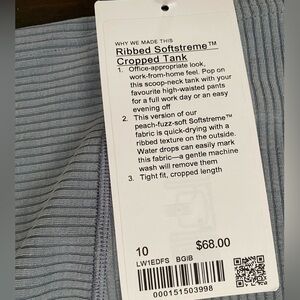 WHY WE MADE THIS
Ribbed Softstreme™
Cropped Tank
1. Office-appropriate look,
work-from-home feel. Pop on
this scoop-neck tank with your
favourite high-waisted pants
for a full work day or an easy
evening off
2. This version of our
peach-fuzz-soft Softstreme™
fabric is quick-drying with a
ribbed texture on the outside.
Water drops can easily mark
this fabric—a gentle machine
wash will remove them
3. Tight fit, cropped length
10 $68.00
LW1EDFS BGIB
000151503998